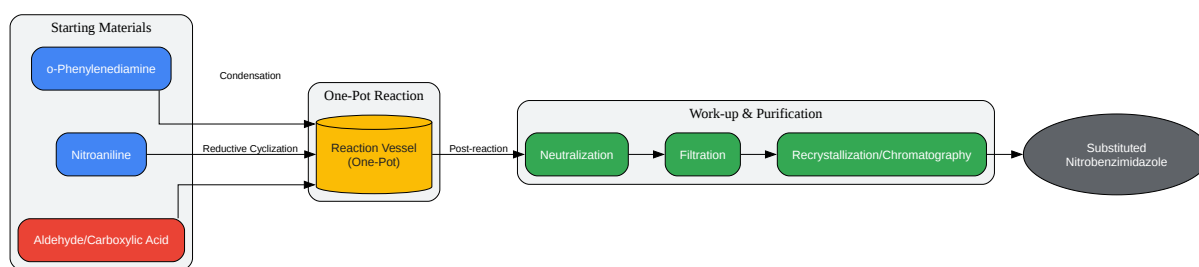 Starting Materials
o-Phenylenediamine
Condensation
Nitroaniline
Reductive Cyclization
Aldehyde/Carboxylic Acid
One-Pot Reaction
Reaction Vessel
(One-Pot)
Post-reaction
Work-up & Purification
Neutralization
Filtration
Recrystallization/Chromatography
Substituted
Nitrobenzimidazole